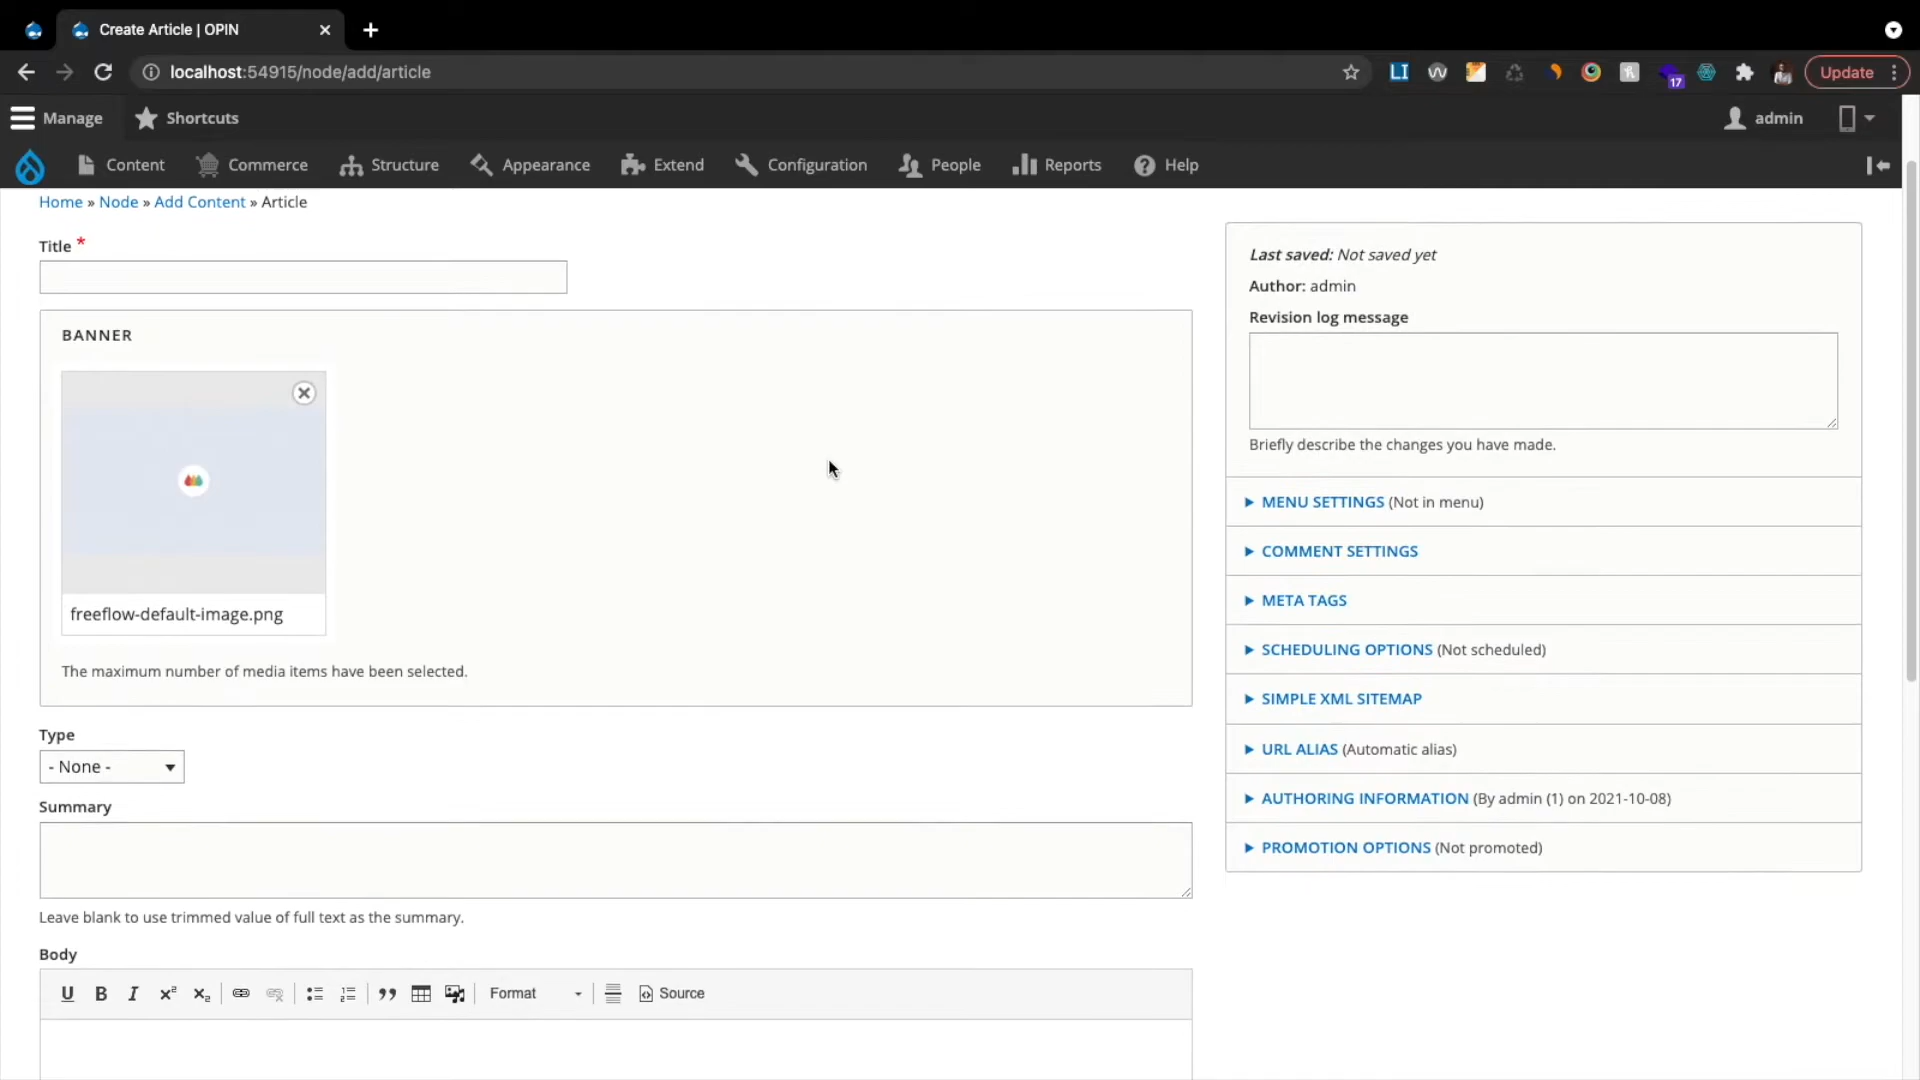 Create Article | OPIN
localhost:54915/node/add/article
LI
17
Update
Manage
Shortcuts
admin
Content
Commerce
Structure
Appearance
Extend
Configuration
People
Reports
Help
Home » Node » Add Content » Article
Title *
BANNER
freeflow-default-image.png
The maximum number of media items have been selected.
Type
- None -
Summary
Leave blank to use trimmed value of full text as the summary.
Body
U B I x² x₂
Format
Source
Last saved: Not saved yet
Author: admin
Revision log message
Briefly describe the changes you have made.
MENU SETTINGS (Not in menu)
COMMENT SETTINGS
META TAGS
SCHEDULING OPTIONS (Not scheduled)
SIMPLE XML SITEMAP
URL ALIAS (Automatic alias)
AUTHORING INFORMATION (By admin (1) on 2021-10-08)
PROMOTION OPTIONS (Not promoted)